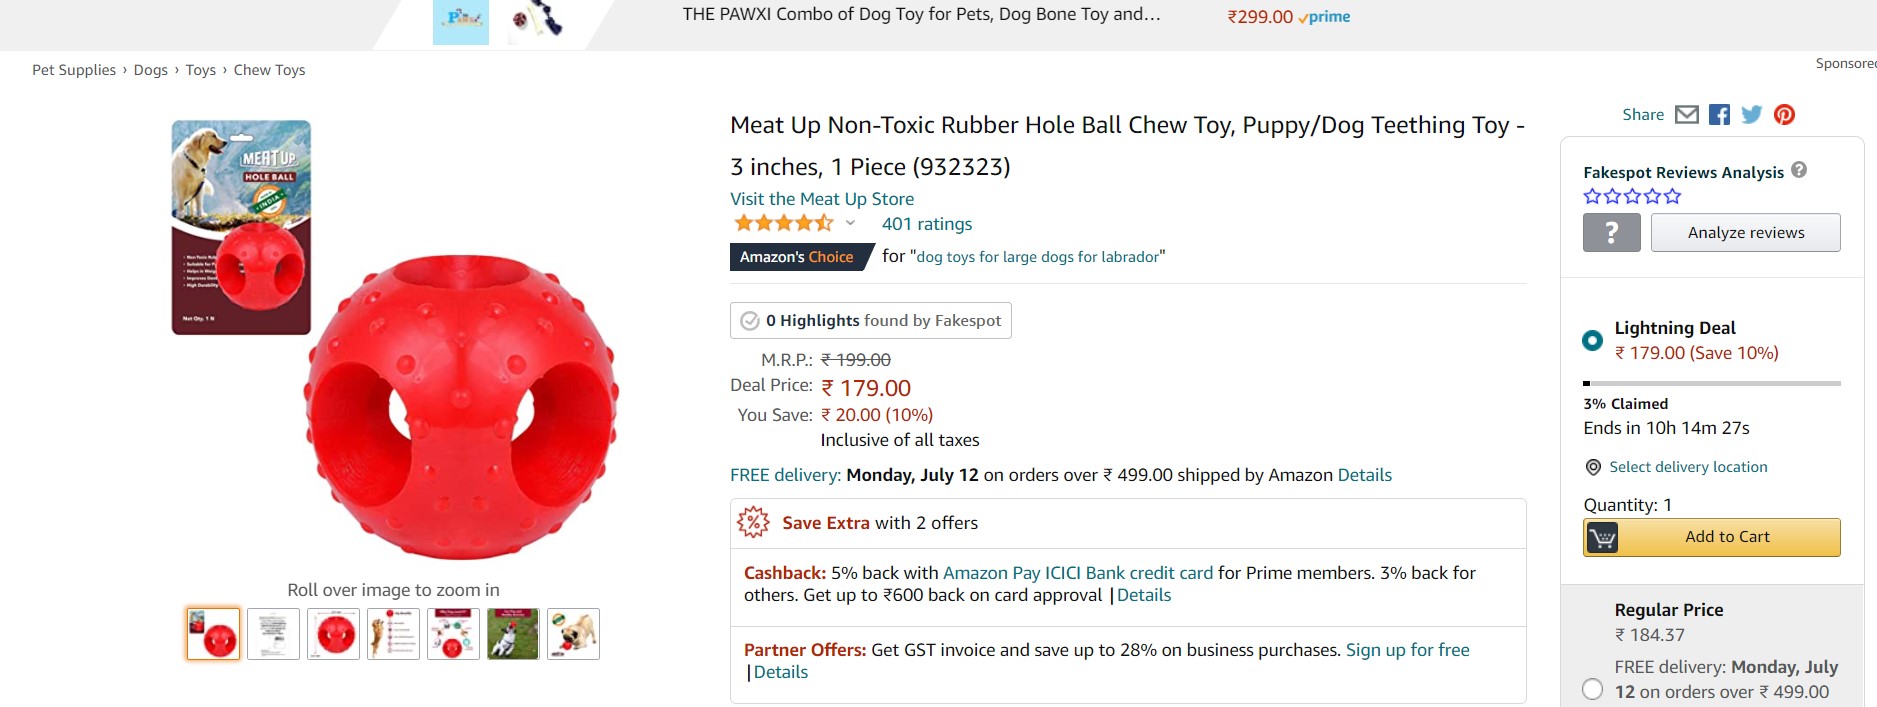 THE PAWXI Combo of Dog Toy for Pets, Dog Bone Toy and…
₹299.00 prime
Pet Supplies › Dogs › Toys › Chew Toys
Sponsored
MEAT UP
HOLE BALL
INDIA
Net Qty. 1 N
Roll over image to zoom in
Meat Up Non-Toxic Rubber Hole Ball Chew Toy, Puppy/Dog Teething Toy -
3 inches, 1 Piece (932323)
Visit the Meat Up Store
401 ratings
Amazon's Choice for "dog toys for large dogs for labrador"
0 Highlights found by Fakespot
M.R.P.: ₹ 199.00
Deal Price: ₹ 179.00
You Save: ₹ 20.00 (10%)
Inclusive of all taxes
FREE delivery: Monday, July 12 on orders over ₹ 499.00 shipped by Amazon Details
Save Extra with 2 offers
Cashback: 5% back with Amazon Pay ICICI Bank credit card for Prime members. 3% back for
others. Get up to ₹600 back on card approval |Details
Partner Offers: Get GST invoice and save up to 28% on business purchases. Sign up for free
|Details
Share
Fakespot Reviews Analysis ?
? Analyze reviews
Lightning Deal
₹ 179.00 (Save 10%)
3% Claimed
Ends in 10h 14m 27s
Select delivery location
Quantity: 1
Add to Cart
Regular Price
₹ 184.37
FREE delivery: Monday, July
12 on orders over ₹ 499.00